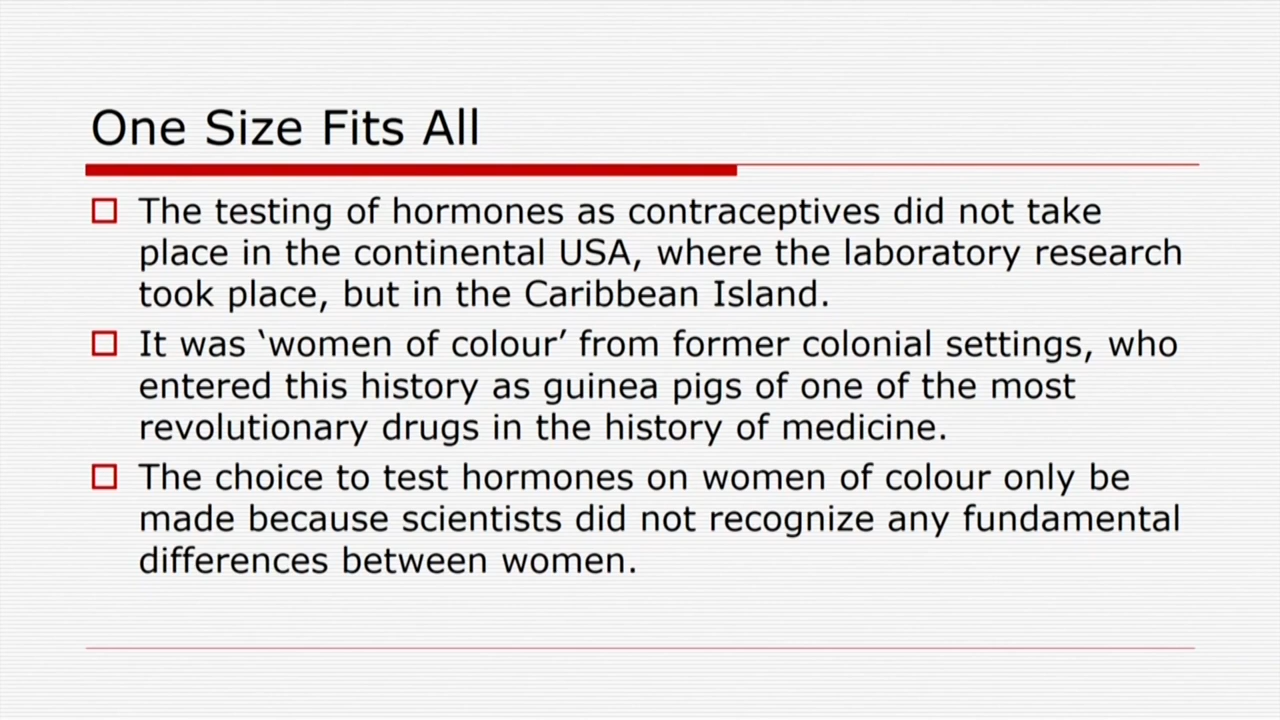 One Size Fits All
The testing of hormones as contraceptives did not take
place in the continental USA, where the laboratory research
took place, but in the Caribbean Island.
It was ‘women of colour’ from former colonial settings, who
entered this history as guinea pigs of one of the most
revolutionary drugs in the history of medicine.
The choice to test hormones on women of colour only be
made because scientists did not recognize any fundamental
differences between women.